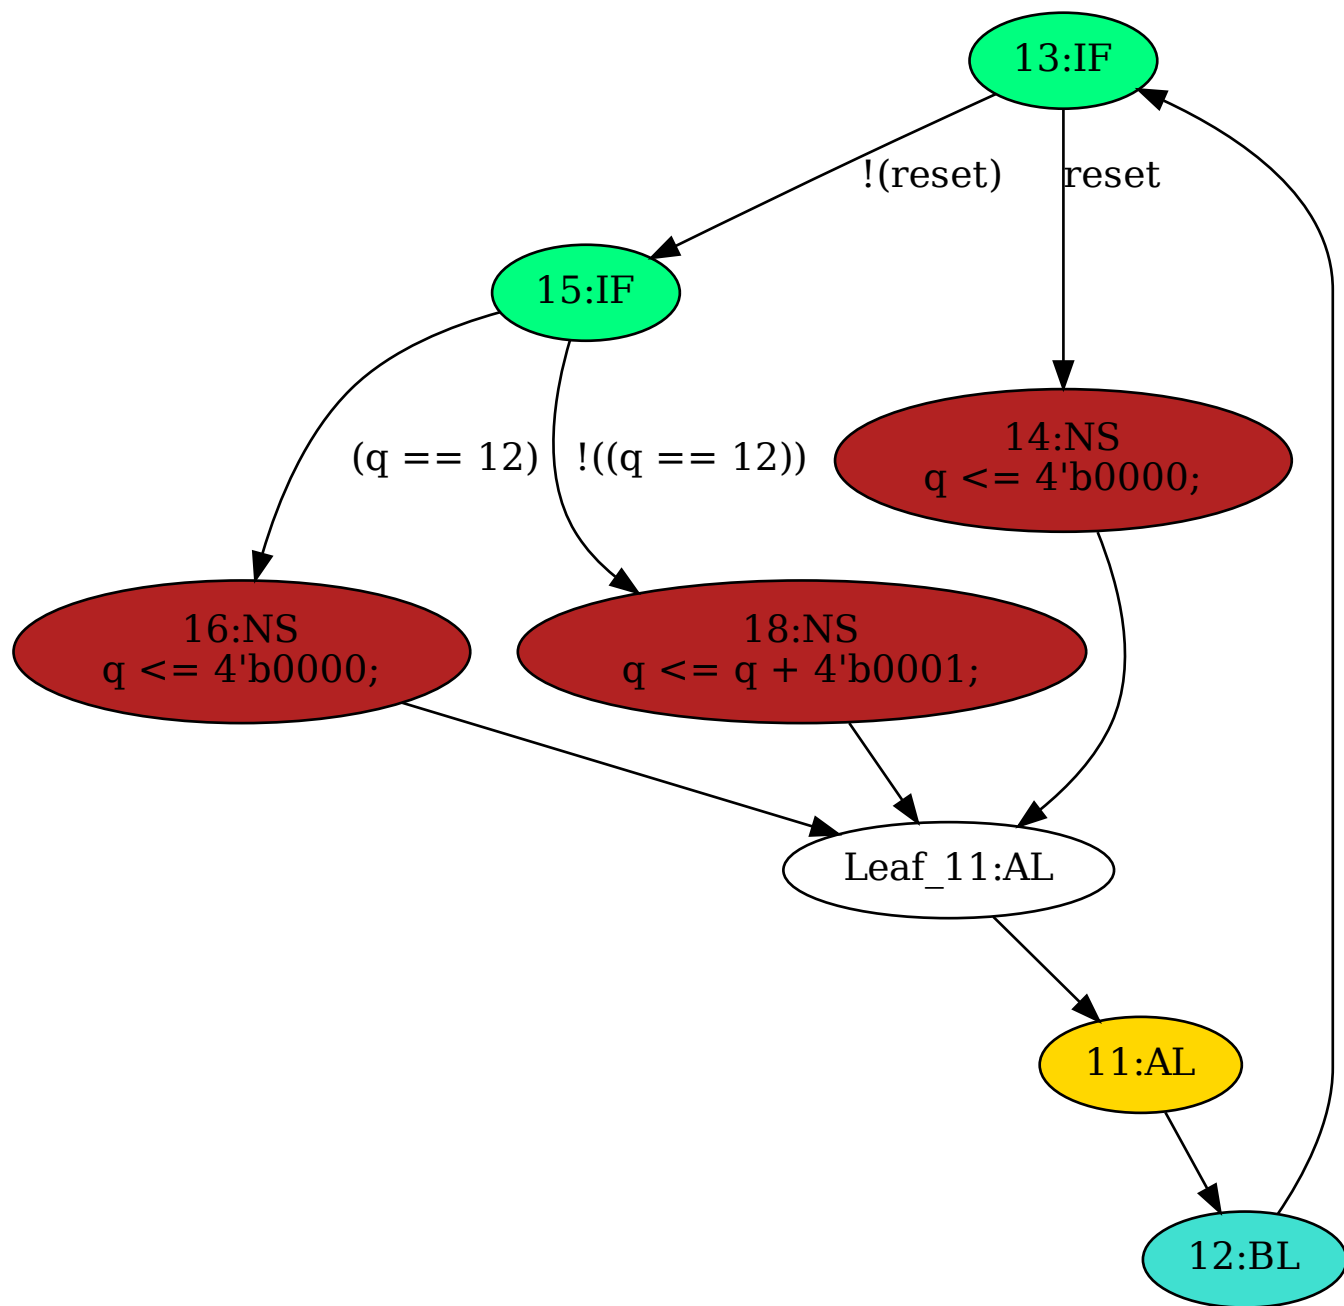 13:IF
!(reset)
reset
15:IF
14:NS
q <= 4'b0000;
(q == 12)
!((q == 12))
16:NS
q <= 4'b0000;
18:NS
q <= q + 4'b0001;
Leaf_11:AL
11:AL
12:BL